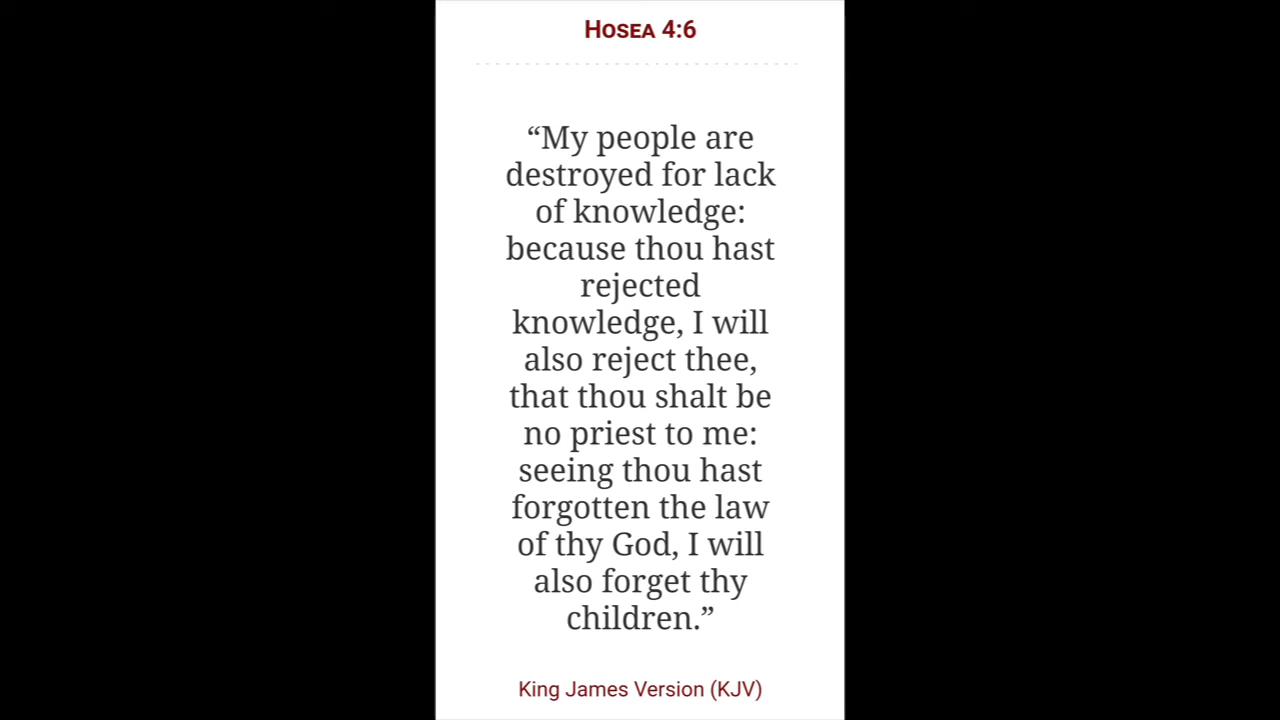 Hosea 4:6
“My people are
destroyed for lack
of knowledge:
because thou hast
rejected
knowledge, I will
also reject thee,
that thou shalt be
no priest to me:
seeing thou hast
forgotten the law
of thy God, I will
also forget thy
children.”
King James Version (KJV)